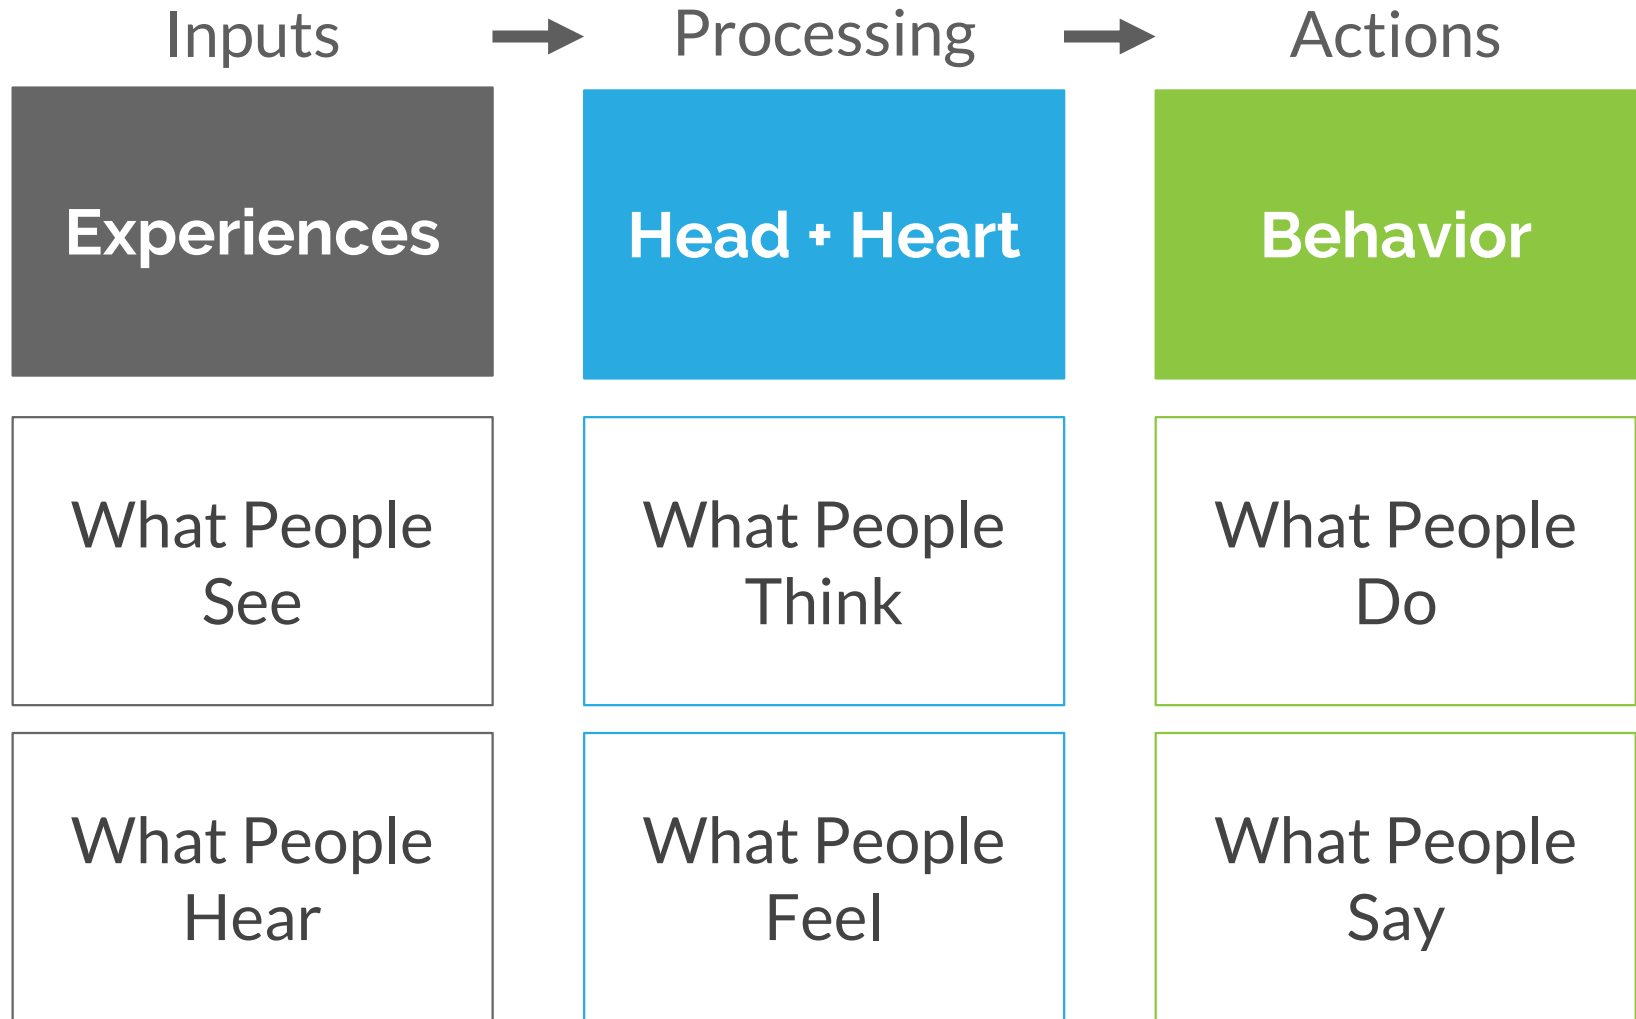 Inputs
Processing
Actions
Experiences
Head + Heart
Behavior
What People
See
What People
Think
What People
Do
What People
Hear
What People
Feel
What People
Say